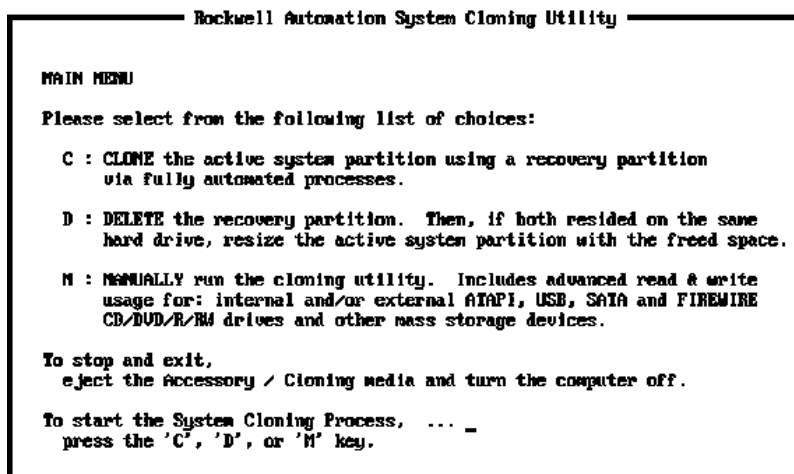 Rockwell Automation System Cloning Utility
MAIN MENU
Please select from the following list of choices:
C : CLONE the active system partition using a recovery partition
via fully automated processes.
D : DELETE the recovery partition.  Then, if both resided on the same
hard drive, resize the active system partition with the freed space.
M : MANUALLY run the cloning utility.  Includes advanced read & write
usage for: internal and/or external ATAPI, USB, SATA and FIREWIRE
CD/DVD/R/RW drives and other mass storage devices.
To stop and exit,
eject the Accessory / Cloning media and turn the computer off.
To start the System Cloning Process,  ... _
press the 'C', 'D', or 'M' key.